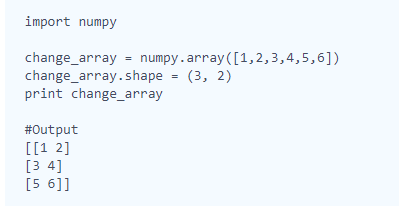 import numpy

change_array = numpy.array([1,2,3,4,5,6])
change_array.shape = (3, 2)
print change_array

#Output
[[1 2]
[3 4]
[5 6]]